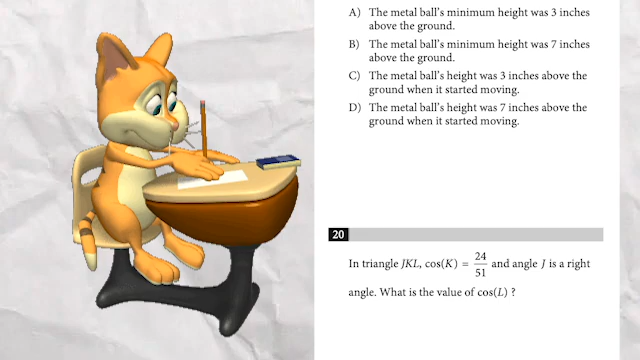 A) The metal ball's minimum height was 3 inches
above the ground.
B) The metal ball's minimum height was 7 inches
above the ground.
C) The metal ball's height was 3 inches above the
ground when it started moving.
D) The metal ball's height was 7 inches above the
ground when it started moving.
20
In triangle JKL, cos(K) = 24/51 and angle J is a right
angle. What is the value of cos(L) ?